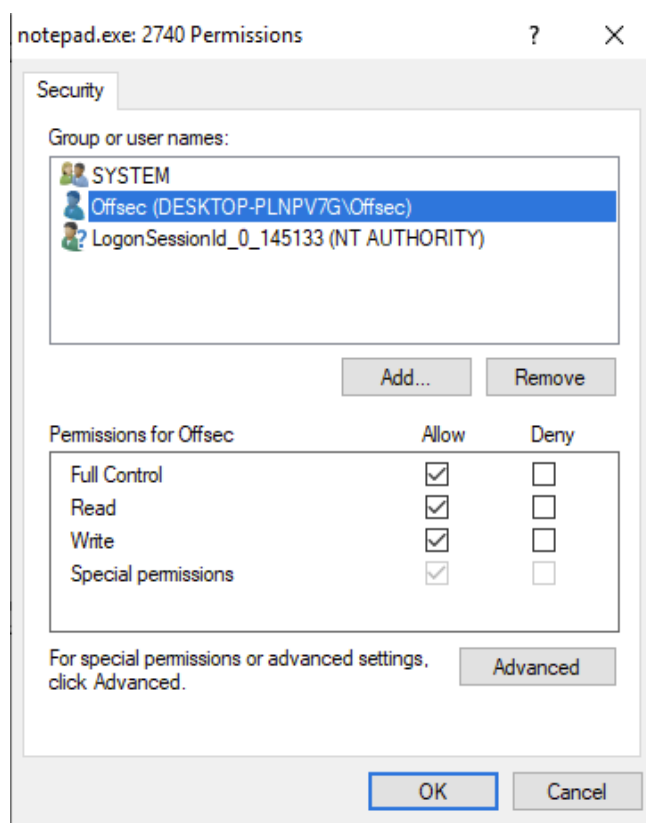 notepad.exe: 2740 Permissions ?
Security
Group or user names:
SYSTEM
Offsec (DESKTOP-PLNPV7G\Offsec)
LogonSessionId_0_145133 (NT AUTHORITY)
Add... Remove
Permissions for Offsec Allow Deny
Full Control
Read
Write
Special permissions
For special permissions or advanced settings,
click Advanced.
Advanced
OK Cancel